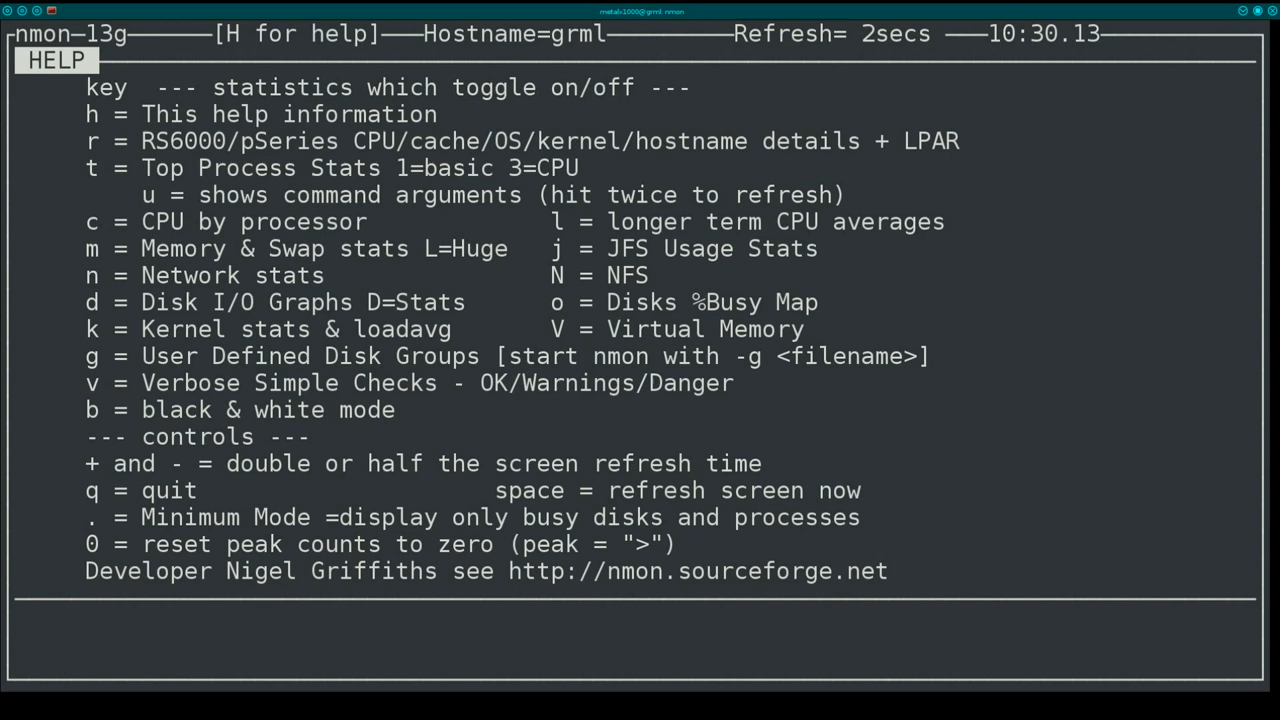 metalx1000@grml: nmon
nmon-13g [H for help] Hostname=grml Refresh= 2secs 10:30.13
HELP
key --- statistics which toggle on/off ---
h = This help information
r = RS6000/pSeries CPU/cache/OS/kernel/hostname details + LPAR
t = Top Process Stats 1=basic 3=CPU
u = shows command arguments (hit twice to refresh)
c = CPU by processor l = longer term CPU averages
m = Memory & Swap stats L=Huge j = JFS Usage Stats
n = Network stats N = NFS
d = Disk I/O Graphs D=Stats o = Disks %Busy Map
k = Kernel stats & loadavg V = Virtual Memory
g = User Defined Disk Groups [start nmon with -g <filename>]
v = Verbose Simple Checks - OK/Warnings/Danger
b = black & white mode
--- controls ---
+ and - = double or half the screen refresh time
q = quit space = refresh screen now
. = Minimum Mode =display only busy disks and processes
0 = reset peak counts to zero (peak = ">")
Developer Nigel Griffiths see http://nmon.sourceforge.net